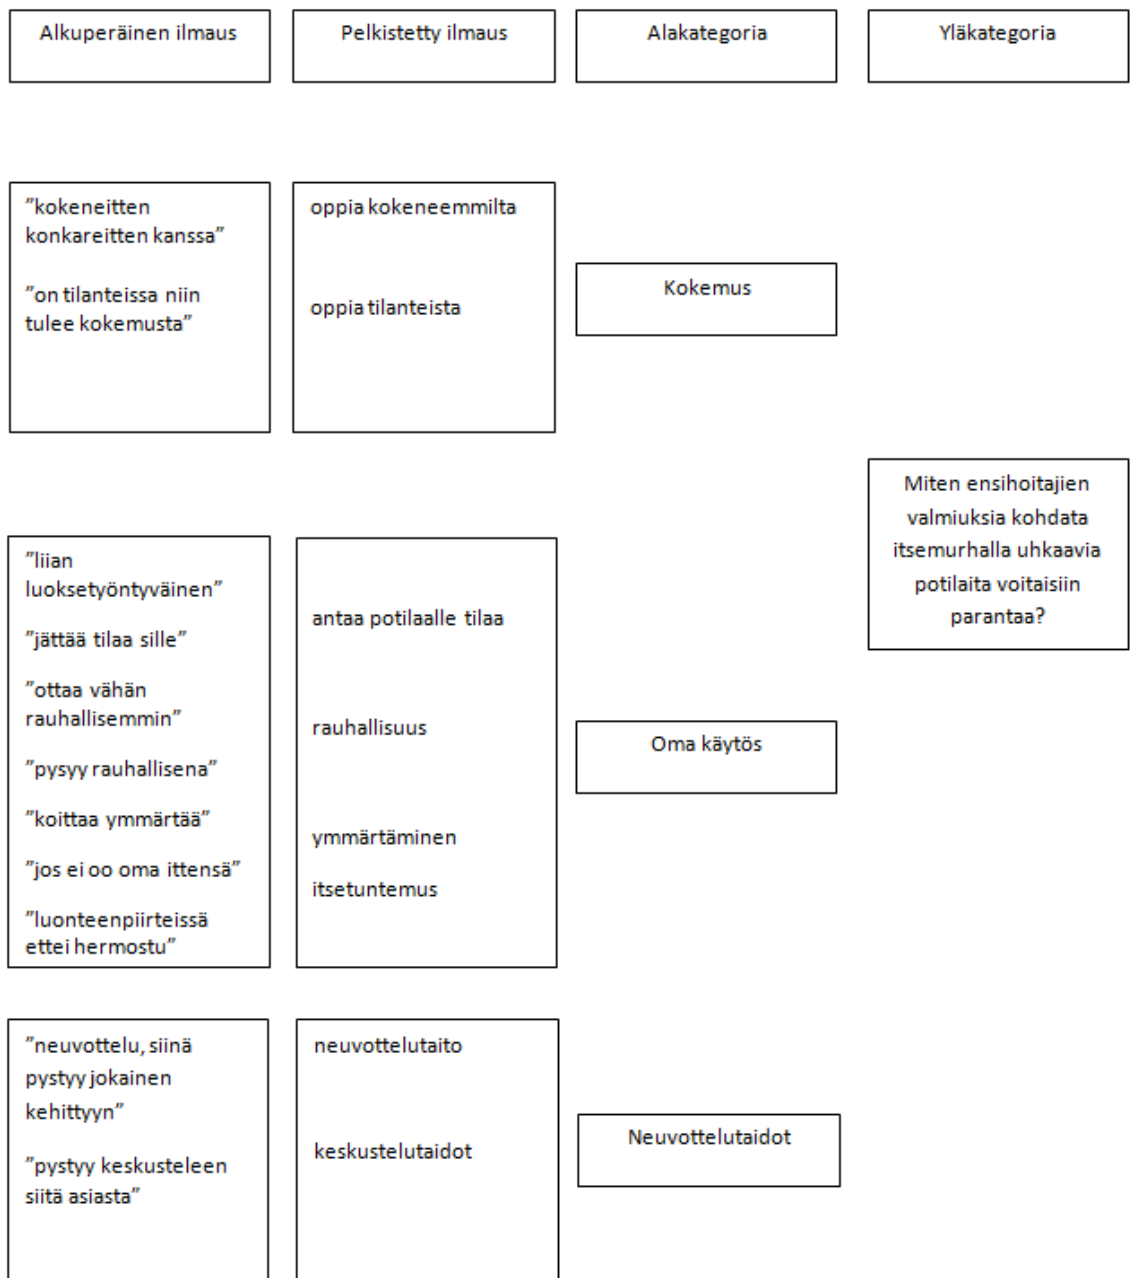 Alkuperäinen ilmaus
Pelkistetty ilmaus
Alakategoria
Yläkategoria
”kokeneitten
konkareitten kanssa”
”on tilanteissa niin
tulee kokemusta”
oppia kokeneemmilta
oppia tilanteista
Kokemus
Miten ensihoitajien
valmiuksia kohdata
itsemurhalla uhkaavia
potilaita voitaisiin
parantaa?
”liian
luoksetyöntyväinen”
”jättää tilaa sille”
”ottaa vähän
rauhallisemmin”
”pysyy rauhallisena”
”koittaa ymmärtää”
”jos ei oo oma ittensä”
”luonteenpiirteissä
ettei hermostu”
antaa potilaalle tilaa
rauhallisuus
ymmärtäminen
itsetuntemus
Oma käytös
”neuvottelu, siinä
pystyy jokainen
kehittyyn”
”pystyy keskusteleen
siitä asiasta”
neuvottelutaito
keskustelutaidot
Neuvottelutaidot